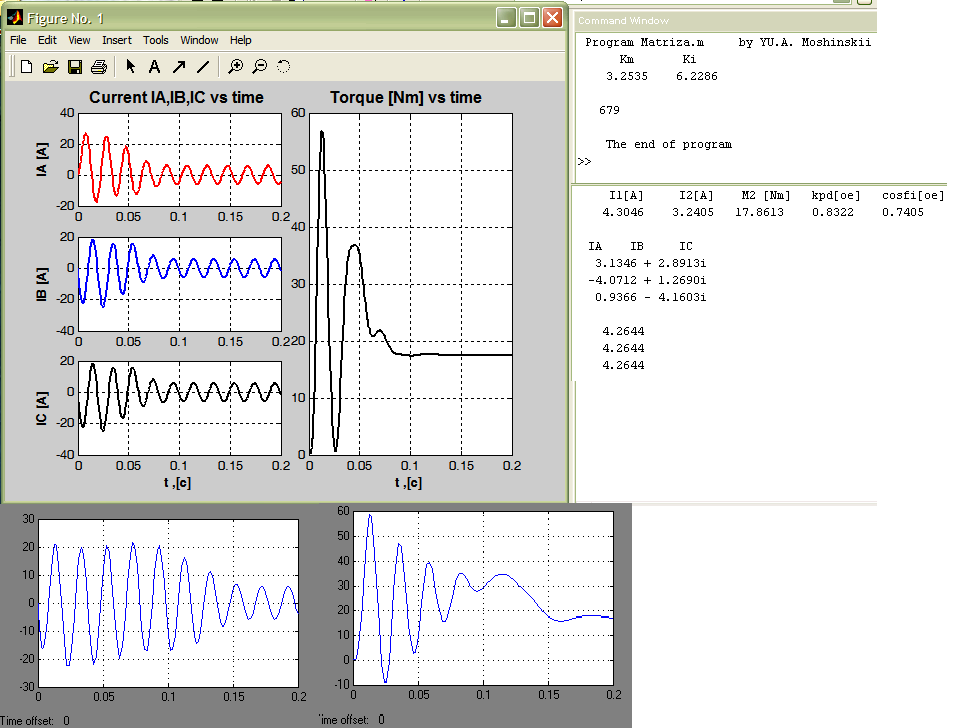 Figure No. 1
File Edit View Insert Tools Window Help
Current IA,IB,IC vs time
40
20
0
-20
IA [A]
0 0.05 0.1 0.15 0.2
20
0
-20
-40
IB [A]
0 0.05 0.1 0.15 0.2
20
0
-20
-40
IC [A]
0 0.05 0.1 0.15 0.2
t ,[c]
Torque [Nm] vs time
60
50
40
30
20
10
0
0 0.05 0.1 0.15 0.2
t ,[c]
Command Window
Program Matriza.m by YU.A. Moshinskii
Km Ki
3.2535 6.2286
679
The end of program
>>
I1[A] I2[A] M2 [Nm] kpd[oe] cosfi[oe]
4.3046 3.2405 17.8613 0.8322 0.7405
IA IB IC
3.1346 + 2.8913i
-4.0712 + 1.2690i
0.9366 - 4.1603i
4.2644
4.2644
4.2644
30
20
10
0
-10
-20
-30
0 0.05 0.1 0.15 0.2
Time offset: 0
60
50
40
30
20
10
0
-10
0 0.05 0.1 0.15 0.2
ime offset: 0